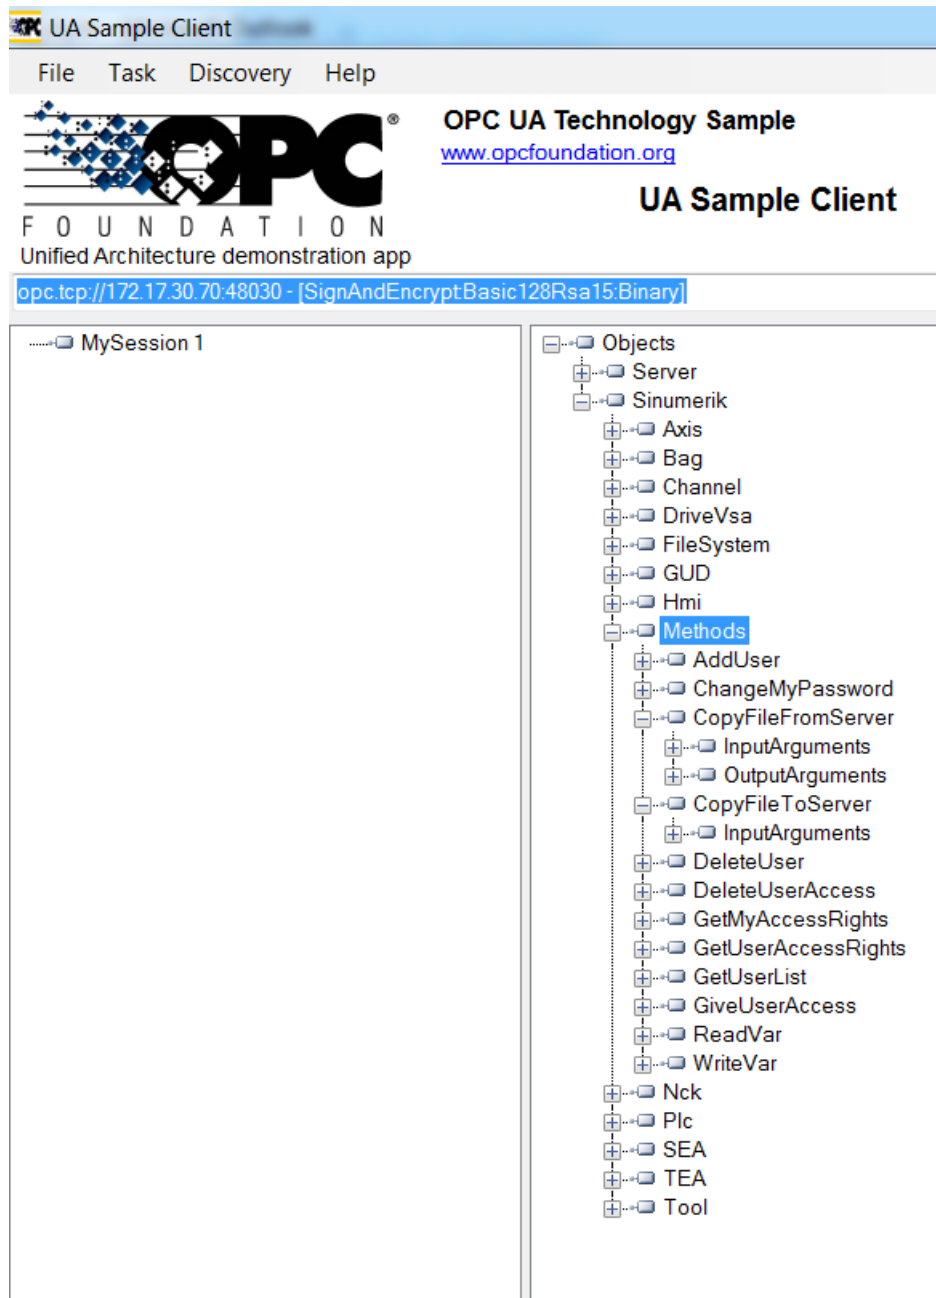 UA Sample Client
File Task Discovery Help
OPC®
FOUNDATION
Unified Architecture demonstration app
OPC UA Technology Sample
www.opcfoundation.org
UA Sample Client
opc.tcp://172.17.30.70:48030 - [SignAndEncrypt:Basic128Rsa15:Binary]
MySession 1
Objects
Server
Sinumerik
Axis
Bag
Channel
DriveVsa
FileSystem
GUD
Hmi
Methods
AddUser
ChangeMyPassword
CopyFileFromServer
InputArguments
OutputArguments
CopyFileToServer
InputArguments
DeleteUser
DeleteUserAccess
GetMyAccessRights
GetUserAccessRights
GetUserList
GiveUserAccess
ReadVar
WriteVar
Nck
Plc
SEA
TEA
Tool